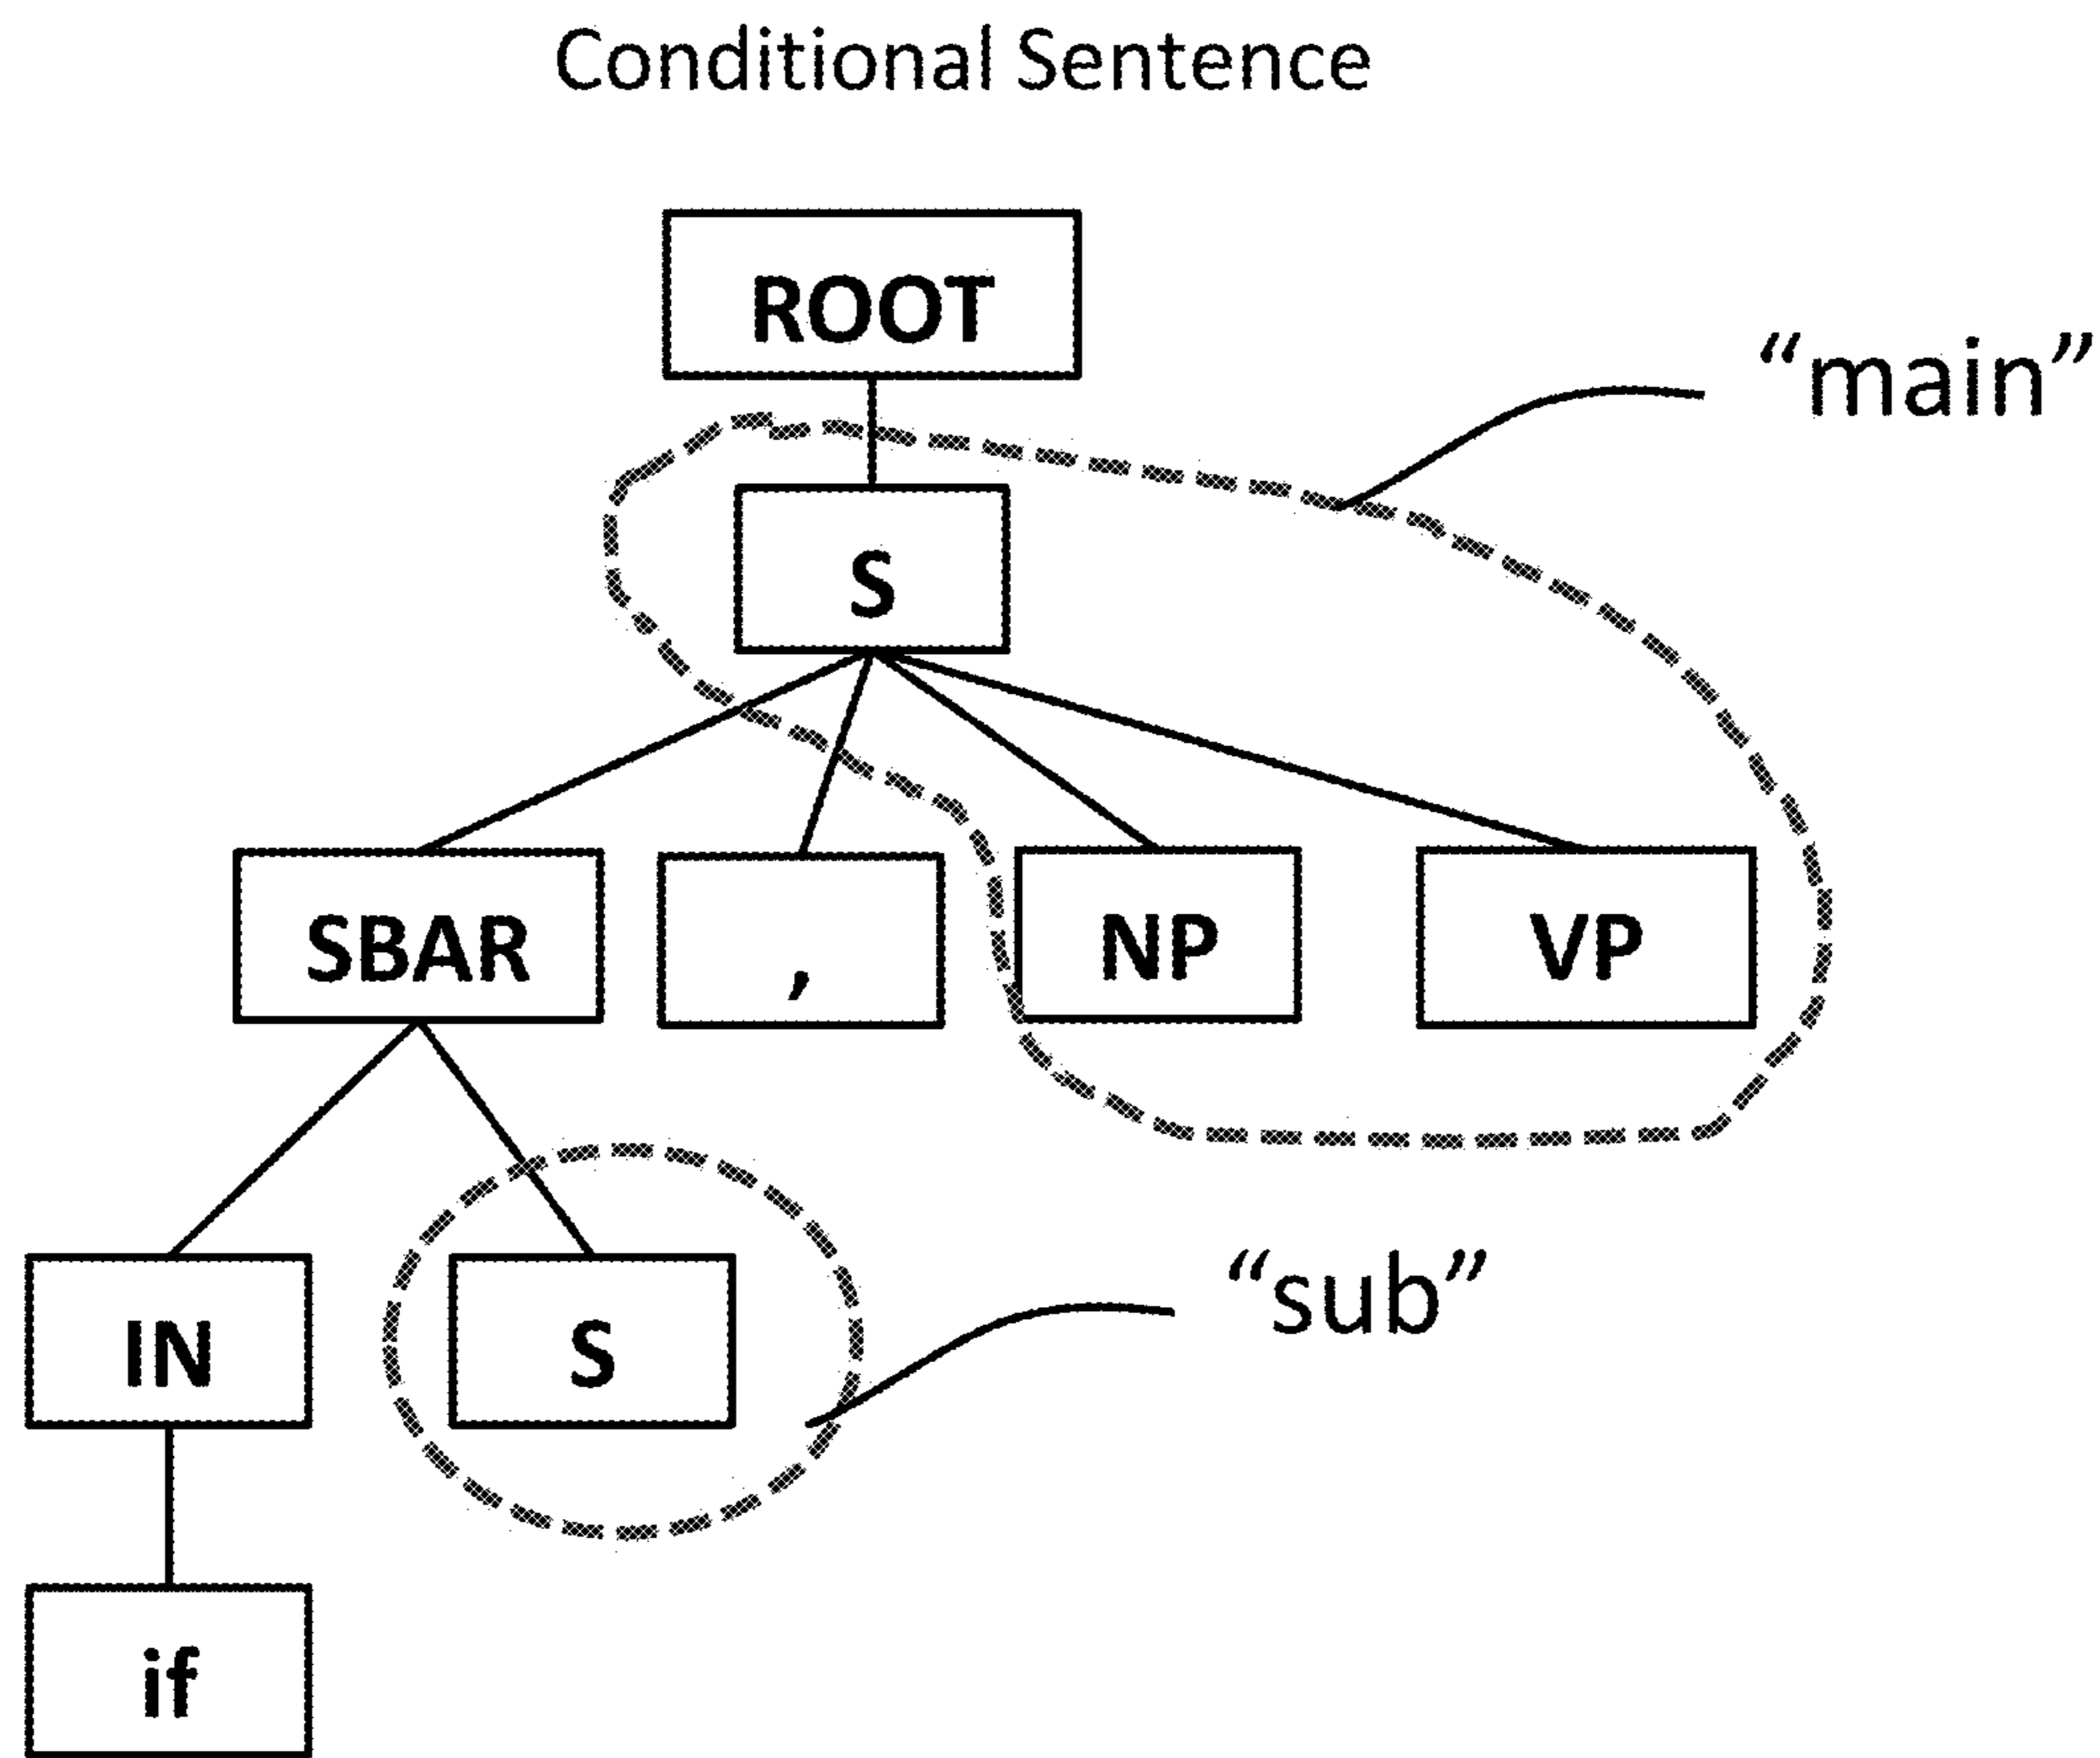 Conditional Sentence
ROOT
“main”
S
SBAR
,
NP
VP
IN
S
“sub”
if